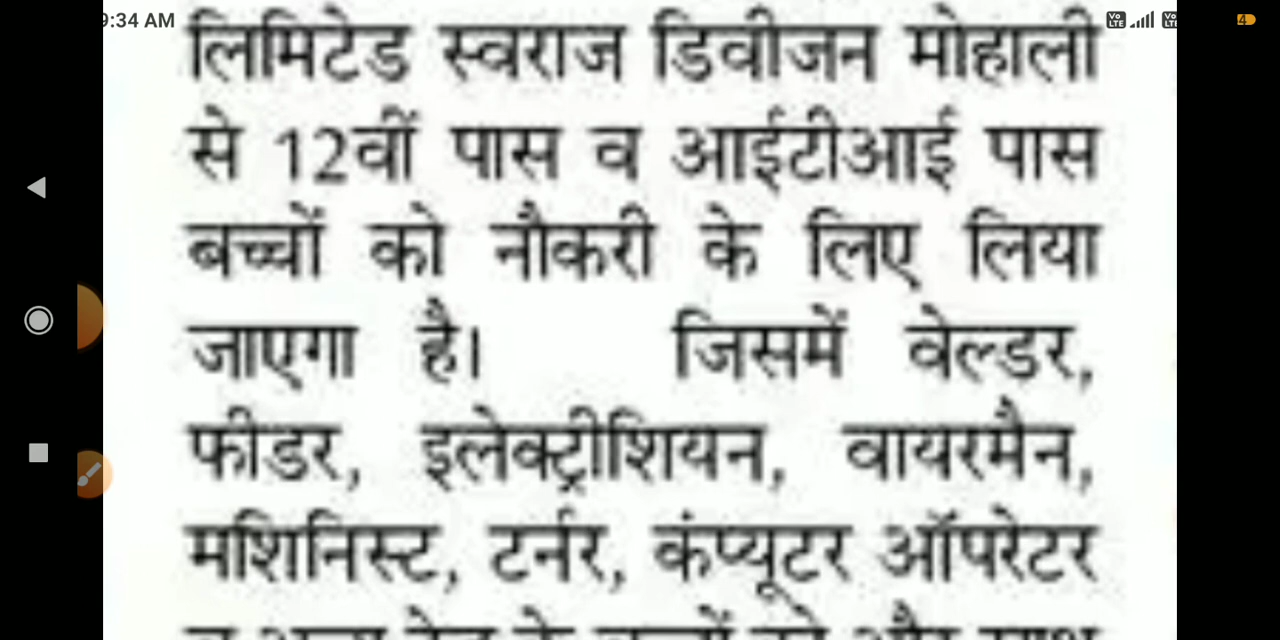 9:34 AM
लिमिटेड स्वराज डिवीजन मोहाली
से 12वीं पास व आईटीआई पास
बच्चों को नौकरी के लिए लिया
जाएगा है। जिसमें वेल्डर,
फीडर, इलेक्ट्रीशियन, वायरमैन,
मशिनिस्ट, टर्नर, कंप्यूटर ऑपरेटर